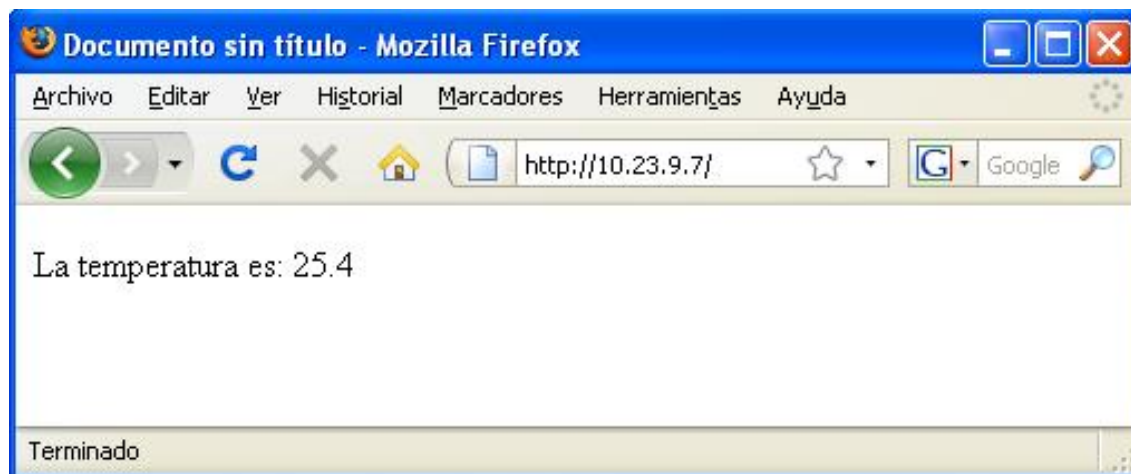 Documento sin título - Mozilla Firefox
Archivo Editar Ver Historial Marcadores Herramientas Ayuda
http://10.23.9.7/ G Google
La temperatura es: 25.4
Terminado